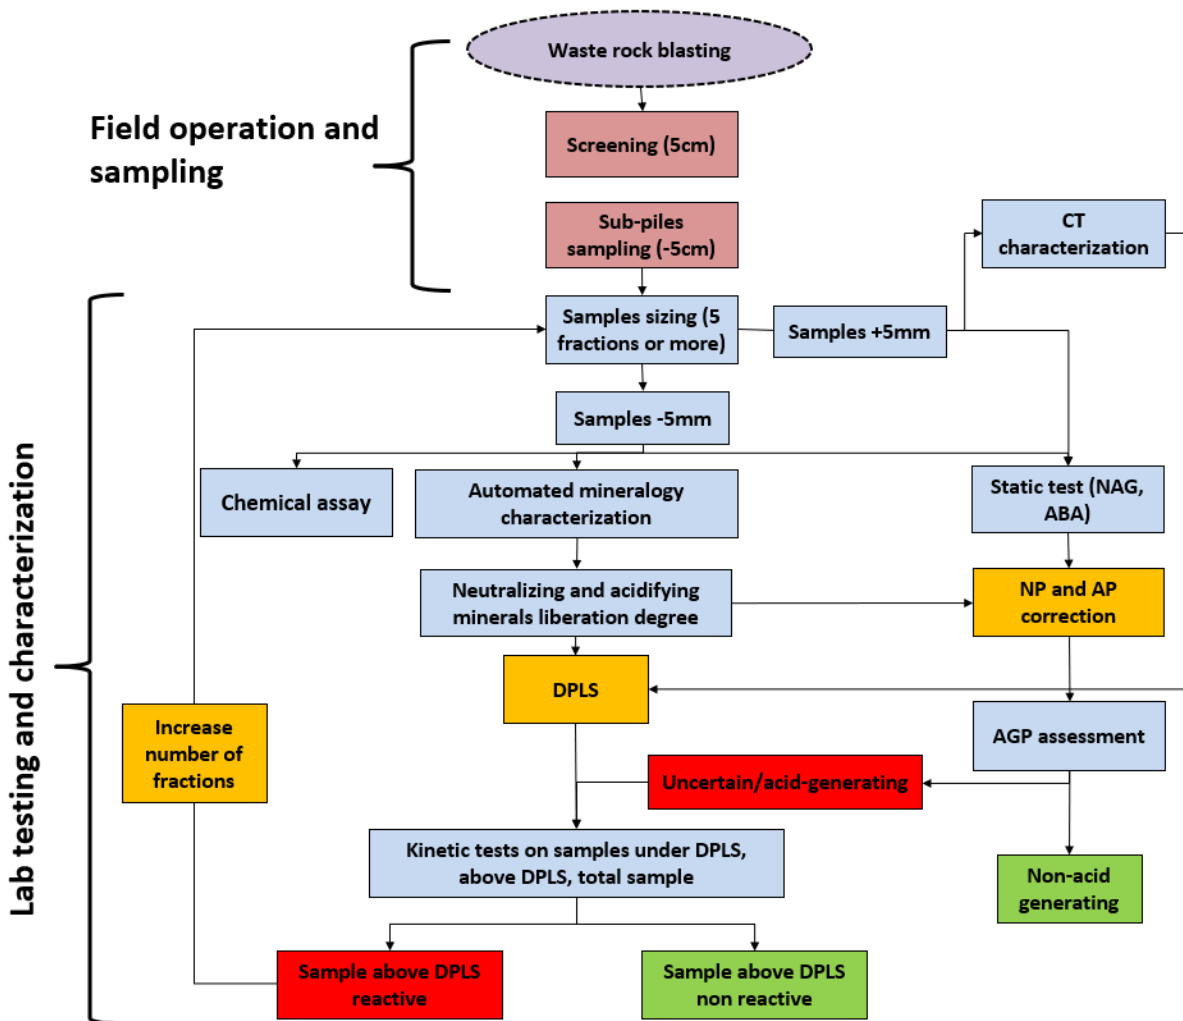 Waste rock blasting
Field operation and
sampling
Screening (5cm)
Sub-piles
sampling (-5cm)
CT
characterization
Samples sizing (5
fractions or more)
Samples +5mm
Samples -5mm
Chemical assay
Automated mineralogy
characterization
Static test (NAG,
ABA)
Neutralizing and acidifying
minerals liberation degree
NP and AP
correction
Lab testing and characterization
DPLS
Increase
number of
fractions
AGP assessment
Uncertain/acid-generating
Kinetic tests on samples under DPLS,
above DPLS, total sample
Non-acid
generating
Sample above DPLS
reactive
Sample above DPLS
non reactive